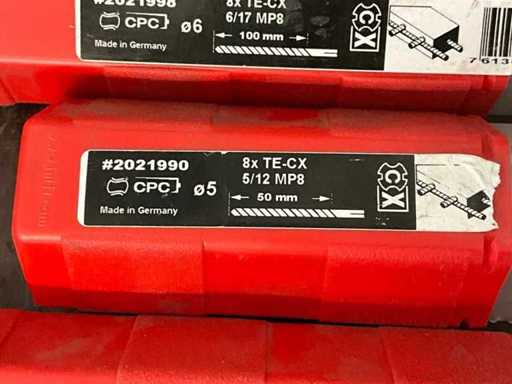 #2021998
CPC
ø6
Made in Germany
8x TE-CX
6/17 MP8
100 mm
CX
#2021990
CPC
ø5
Made in Germany
8x TE-CX
5/12 MP8
50 mm
CX